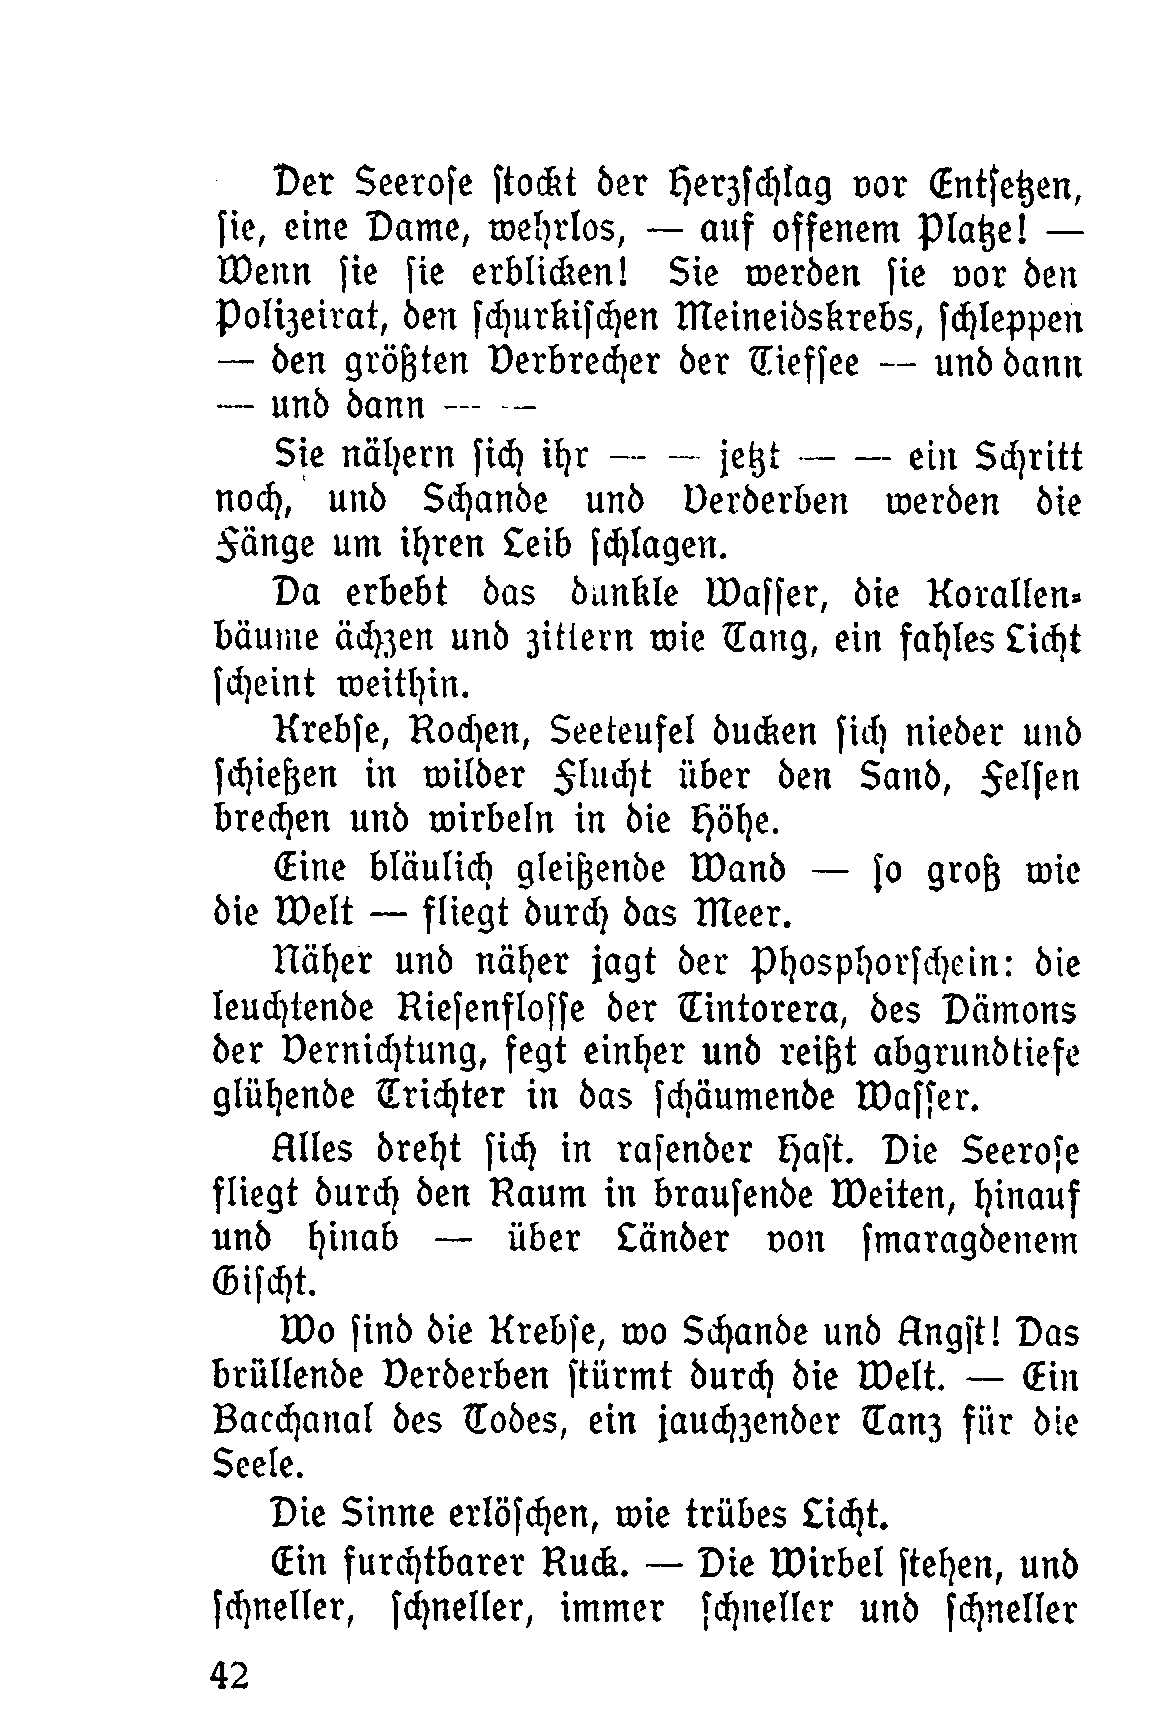 Der Seerose stockt der Herzschlag vor Entsetzen,
sie, eine Dame, wehrlos, — auf offenem Platze! —
Wenn sie sie erblicken! Sie werden sie vor den
Polizeirat, den schurkischen Meineidskrebs, schleppen
— den größten Verbrecher der Tiefsee — und dann
— und dann — —
Sie nähern sich ihr — — jetzt — — ein Schritt
noch, und Schande und Verderben werden die
Fänge um ihren Leib schlagen.
Da erbebt das dunkle Wasser, die Korallen-
bäume ächzen und zittern wie Tang, ein fahles Licht
scheint weithin.
Krebse, Rochen, Seeteufel ducken sich nieder und
schießen in wilder Flucht über den Sand, Felsen
brechen und wirbeln in die Höhe.
Eine bläulich gleißende Wand — so groß wie
die Welt — fliegt durch das Meer.
Näher und näher jagt der Phosphorschein: die
leuchtende Riesenflosse der Tintorera, des Dämons
der Vernichtung, fegt einher und reißt abgrundtiefe
glühende Trichter in das schäumende Wasser.
Alles dreht sich in rasender Hast. Die Seerose
fliegt durch den Raum in brausende Weiten, hinauf
und hinab — über Länder von smaragdenem
Gischt.
Wo sind die Krebse, wo Schande und Angst! Das
brüllende Verderben stürmt durch die Welt. — Ein
Bacchanal des Todes, ein jauchzender Tanz für die
Seele.
Die Sinne erlöschen, wie trübes Licht.
Ein furchtbarer Ruck. — Die Wirbel stehen, und
schneller, schneller, immer schneller und schneller
42